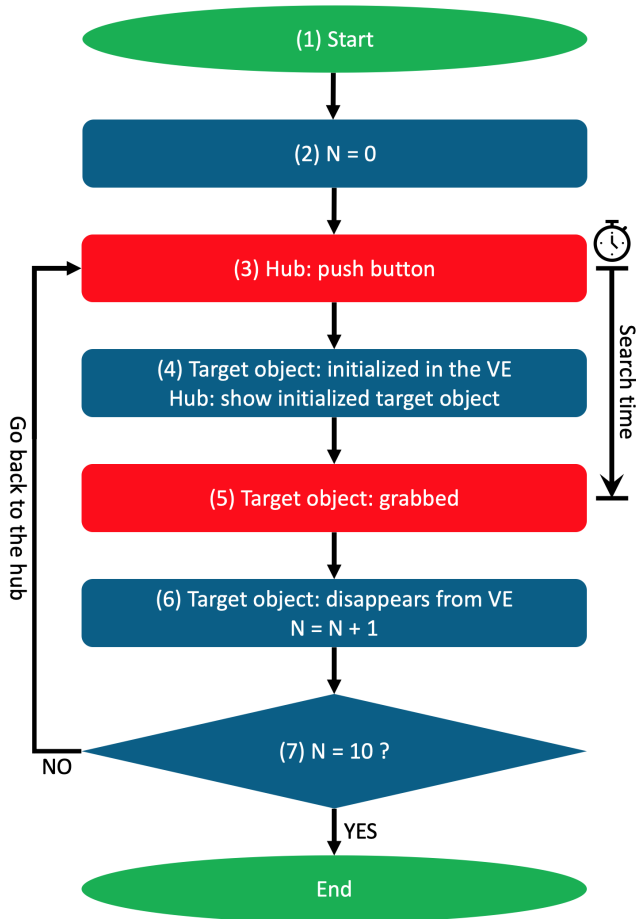 (1) Start
(2) N = 0
(3) Hub: push button
(4) Target object: initialized in the VE
Hub: show initialized target object
(5) Target object: grabbed
(6) Target object: disappears from VE
N = N + 1
(7) N = 10 ?
NO
YES
End
Go back to the hub
Search time